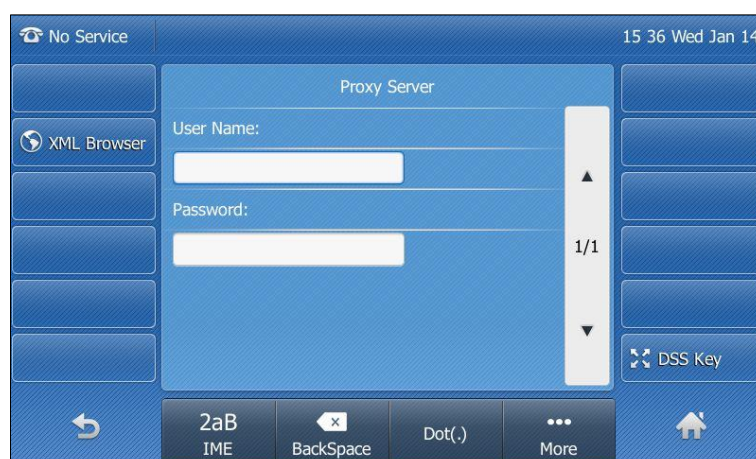 No Service
15 36 Wed Jan 14
Proxy Server
User Name:
XML Browser
Password:
1/1
DSS Key
2aB
IME
BackSpace
Dot(.)
More